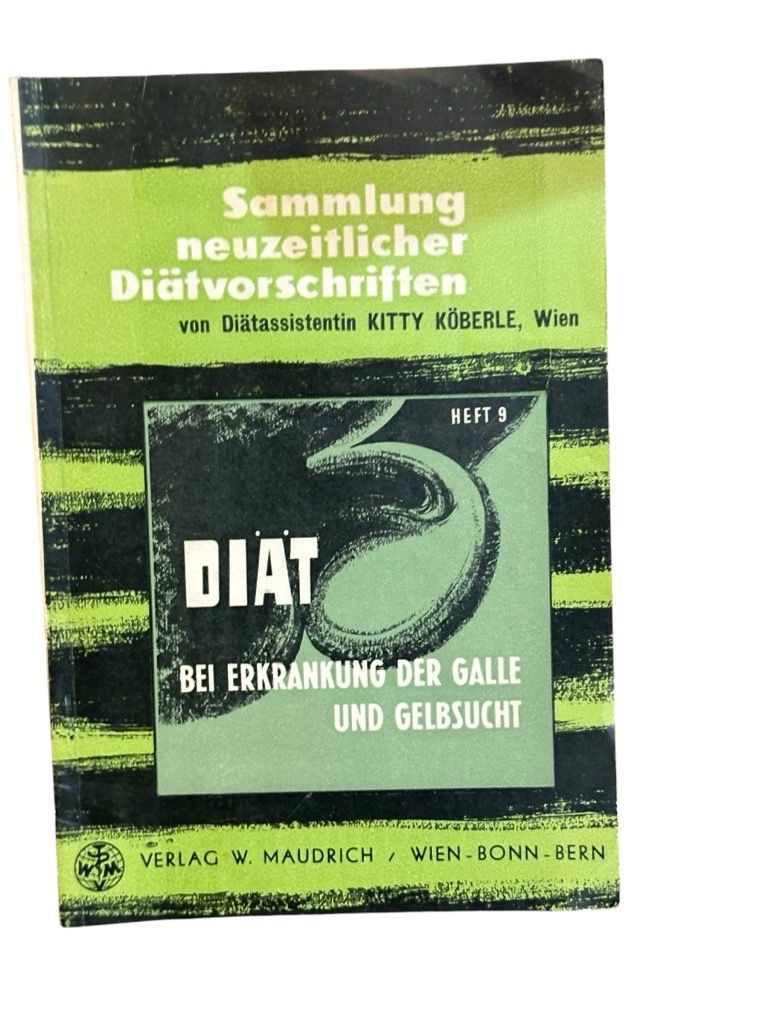 Sammlung
neuzeitlicher
Diätvorschriften
von Diätassistentin KITTY KÖBERLE, Wien
HEFT 9
DIÄT
BEI ERKRANKUNG DER GALLE
UND GELBSUCHT
WM VERLAG W. MAUDRICH / WIEN-BONN-BERN